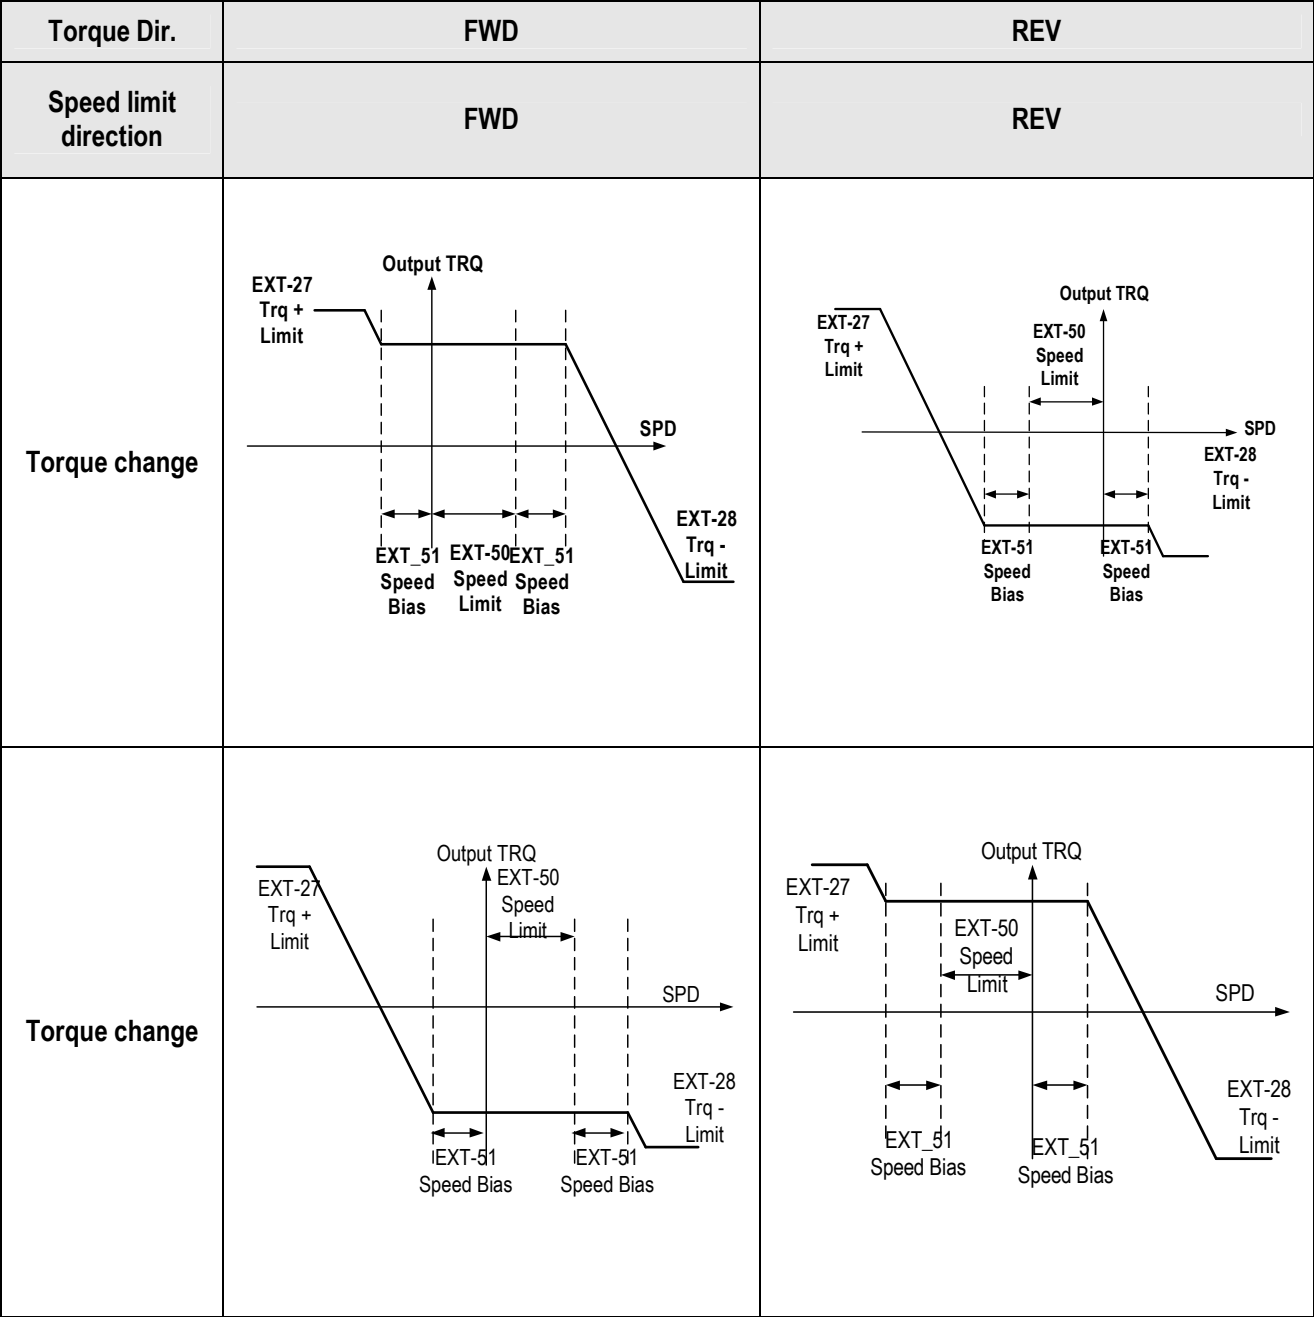 Torque Dir.
FWD
REV
Speed limit
direction
FWD
REV
Torque change
Output TRQ
EXT-27
Trq +
Limit
SPD
EXT-28
Trq -
Limit
EXT_51
Speed
Bias
EXT-50
Speed
Limit
EXT_51
Speed
Bias
Output TRQ
EXT-27
Trq +
Limit
EXT-50
Speed
Limit
SPD
EXT-28
Trq -
Limit
EXT-51
Speed
Bias
EXT-51
Speed
Bias
Torque change
Output TRQ
EXT-27
Trq +
Limit
EXT-50
Speed
Limit
SPD
EXT-28
Trq -
Limit
EXT-51
Speed Bias
EXT-51
Speed Bias
Output TRQ
EXT-27
Trq +
Limit
EXT-50
Speed
Limit
SPD
EXT-28
Trq -
Limit
EXT_51
Speed Bias
EXT_51
Speed Bias